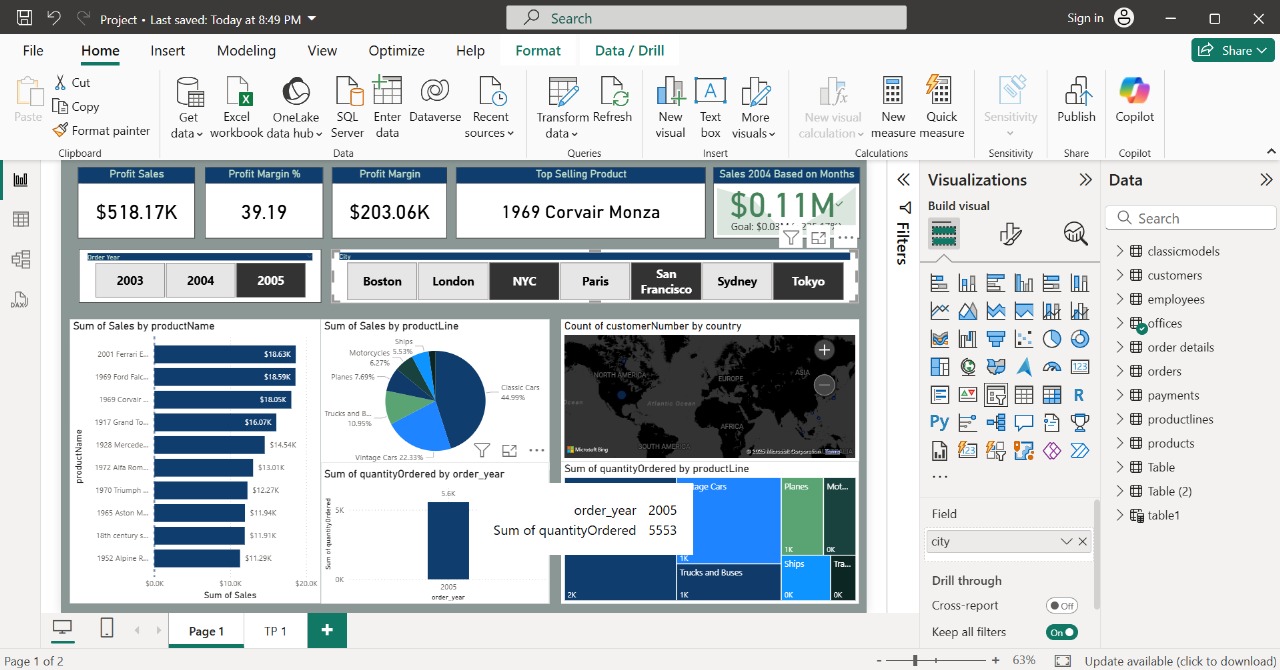 Project • Last saved: Today at 8:49 PM
Search
Sign in
File Home Insert Modeling View Optimize Help Format Data / Drill
Share
Paste
Cut
Copy
Format painter
Clipboard
Get data
Excel workbook
OneLake data hub
SQL Server
Enter data
Dataverse
Recent sources
Data
Transform data
Refresh
Queries
New visual
Text box
More visuals
Insert
New visual calculation
New measure
Quick measure
Calculations
Sensitivity
Sensitivity
Publish
Share
Copilot
Copilot
Profit Sales
$518.17K
Profit Margin %
39.19
Profit Margin
$203.06K
Top Selling Product
1969 Corvair Monza
Sales 2004 Based on Months
$0.11M
Order Year
2003 2004 2005
City
Boston London NYC Paris San Francisco Sydney Tokyo
Sum of Sales by productName
productName
2001 Ferrari E... $18.63K
1969 Ford Falc... $18.59K
1969 Corvair ... $18.05K
1917 Grand To... $16.07K
1928 Mercede... $14.54K
1972 Alfa Rom... $13.01K
1970 Triumph ... $12.27K
1965 Aston M... $11.94K
18th century s... $11.91K
1952 Alpine R... $11.29K
$0.0K $10.0K $20.0K
Sum of Sales
Sum of Sales by productLine
Ships
5.53%
Motorcycles
6.27%
Planes 7.69%
Trucks and B...
10.95%
Vintage Cars 22.33%
Classic Cars
44.99%
Sum of quantityOrdered by order_year
Sum of quantityOrdered
5.6K
5K
0K
2005
order_year
order_year 2005
Sum of quantityOrdered 5553
Count of customerNumber by country
NORTH AMERICA
EUROPE
ASIA
Atlantic Ocean
AFRICA
SOUTH AMERICA
Microsoft Bing
© 2025 Microsoft Corporation Terms
Sum of quantityOrdered by productLine
2K
tage Cars
1K
Trucks and Buses
1K
Planes
1K
Mot...
0K
Ships
0K
Tra...
0K
Filters
Visualizations
Build visual
Py
R
Field
city
Drill through
Cross-report Off
Keep all filters On
Data
Search
classicmodels
customers
employees
offices
order details
orders
payments
productlines
products
Table
Table (2)
table1
Page 1 TP 1
Page 1 of 2
63%
Update available (click to download)